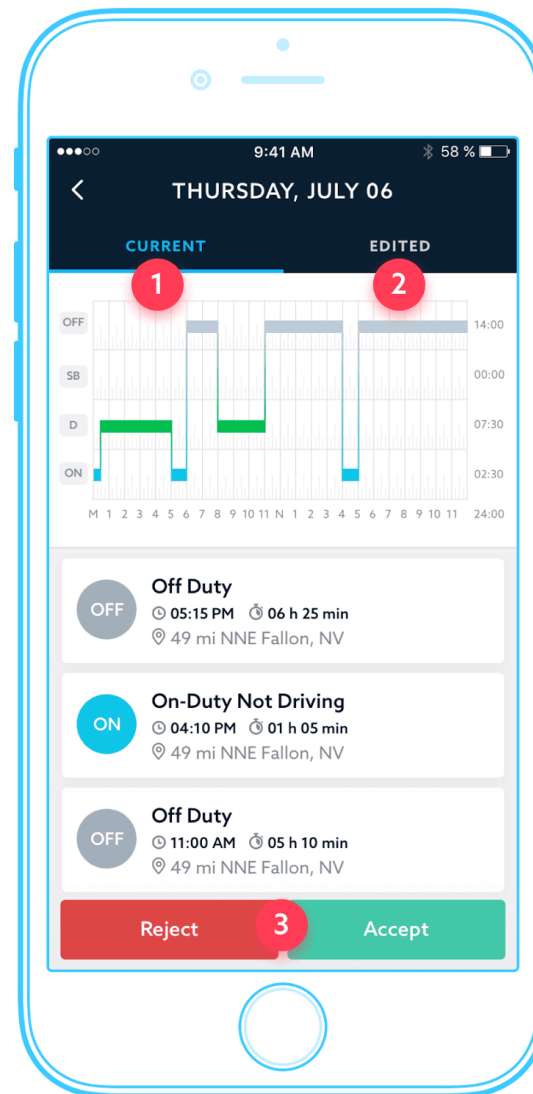 9:41 AM 58 %
THURSDAY, JULY 06
CURRENT EDITED
1 2
OFF 14:00
SB 00:00
D 07:30
ON 02:30
M 1 2 3 4 5 6 7 8 9 10 11 N 1 2 3 4 5 6 7 8 9 10 11 24:00
Off Duty
OFF 05:15 PM 06 h 25 min
49 mi NNE Fallon, NV
On-Duty Not Driving
ON 04:10 PM 01 h 05 min
49 mi NNE Fallon, NV
Off Duty
OFF 11:00 AM 05 h 10 min
49 mi NNE Fallon, NV
Reject 3 Accept